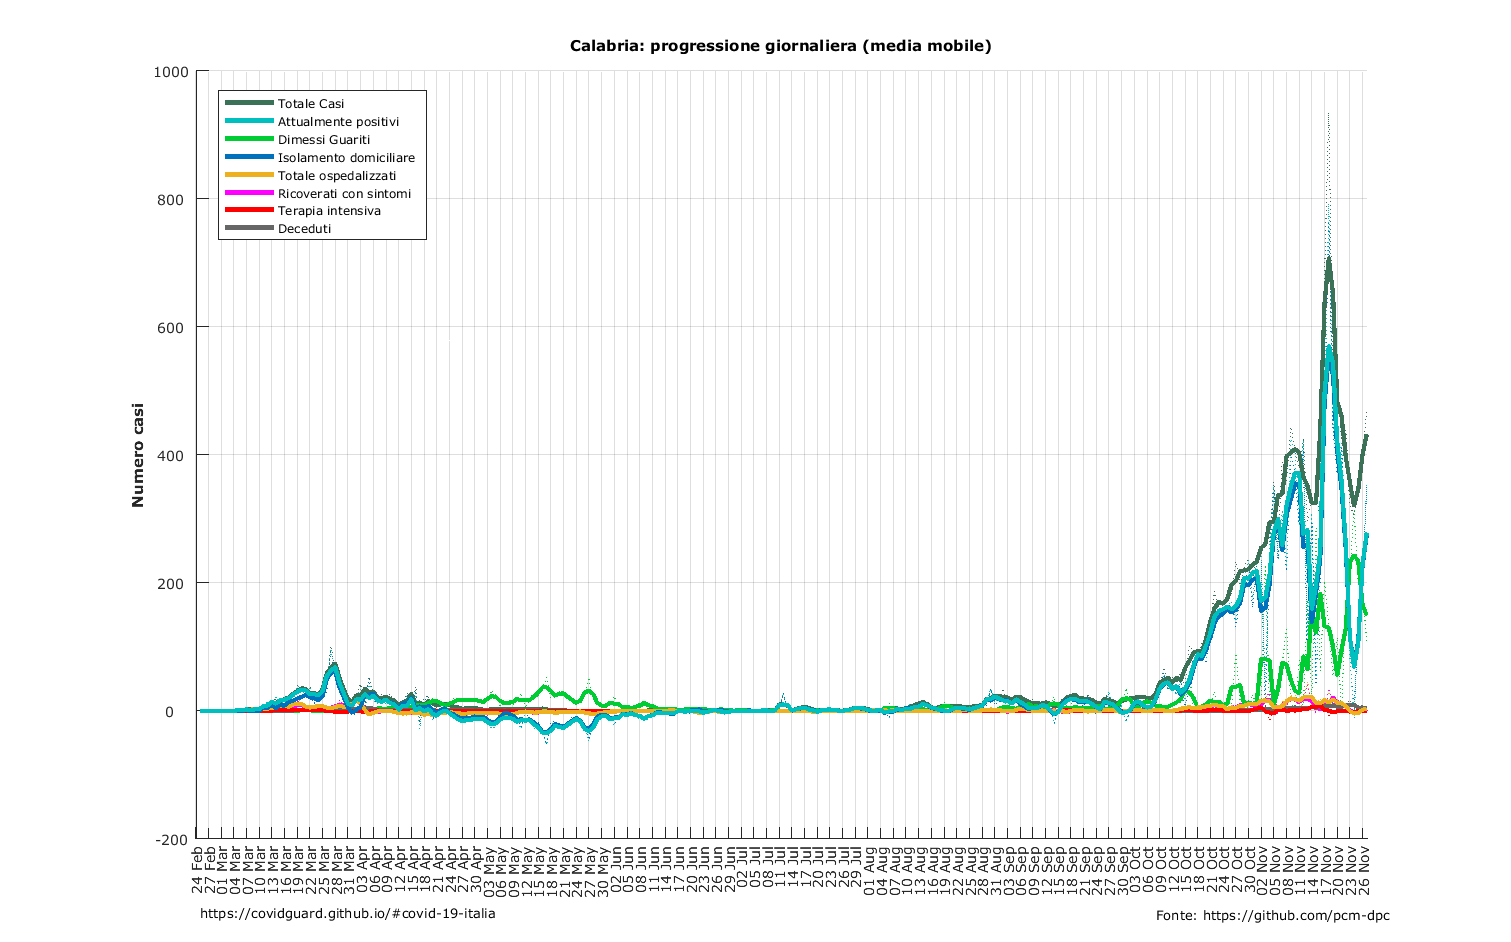 Calabria: progressione giornaliera (media mobile)
1000
800
600
400
200
0
-200
Numero casi
Totale Casi
Attualmente positivi
Dimessi Guariti
Isolamento domiciliare
Totale ospedalizzati
Ricoverati con sintomi
Terapia intensiva
Deceduti
24 Feb
27 Feb
01 Mar
04 Mar
07 Mar
10 Mar
13 Mar
16 Mar
19 Mar
22 Mar
25 Mar
28 Mar
31 Mar
03 Apr
06 Apr
09 Apr
12 Apr
15 Apr
18 Apr
21 Apr
24 Apr
27 Apr
30 Apr
03 May
06 May
09 May
12 May
15 May
18 May
21 May
24 May
27 May
30 May
02 Jun
05 Jun
08 Jun
11 Jun
14 Jun
17 Jun
20 Jun
23 Jun
26 Jun
29 Jun
02 Jul
05 Jul
08 Jul
11 Jul
14 Jul
17 Jul
20 Jul
23 Jul
26 Jul
29 Jul
01 Aug
04 Aug
07 Aug
10 Aug
13 Aug
16 Aug
19 Aug
22 Aug
25 Aug
28 Aug
31 Aug
03 Sep
06 Sep
09 Sep
12 Sep
15 Sep
18 Sep
21 Sep
24 Sep
27 Sep
30 Sep
03 Oct
06 Oct
09 Oct
12 Oct
15 Oct
18 Oct
21 Oct
24 Oct
27 Oct
30 Oct
02 Nov
05 Nov
08 Nov
11 Nov
14 Nov
17 Nov
20 Nov
23 Nov
26 Nov
https://covidguard.github.io/#covid-19-italia
Fonte: https://github.com/pcm-dpc